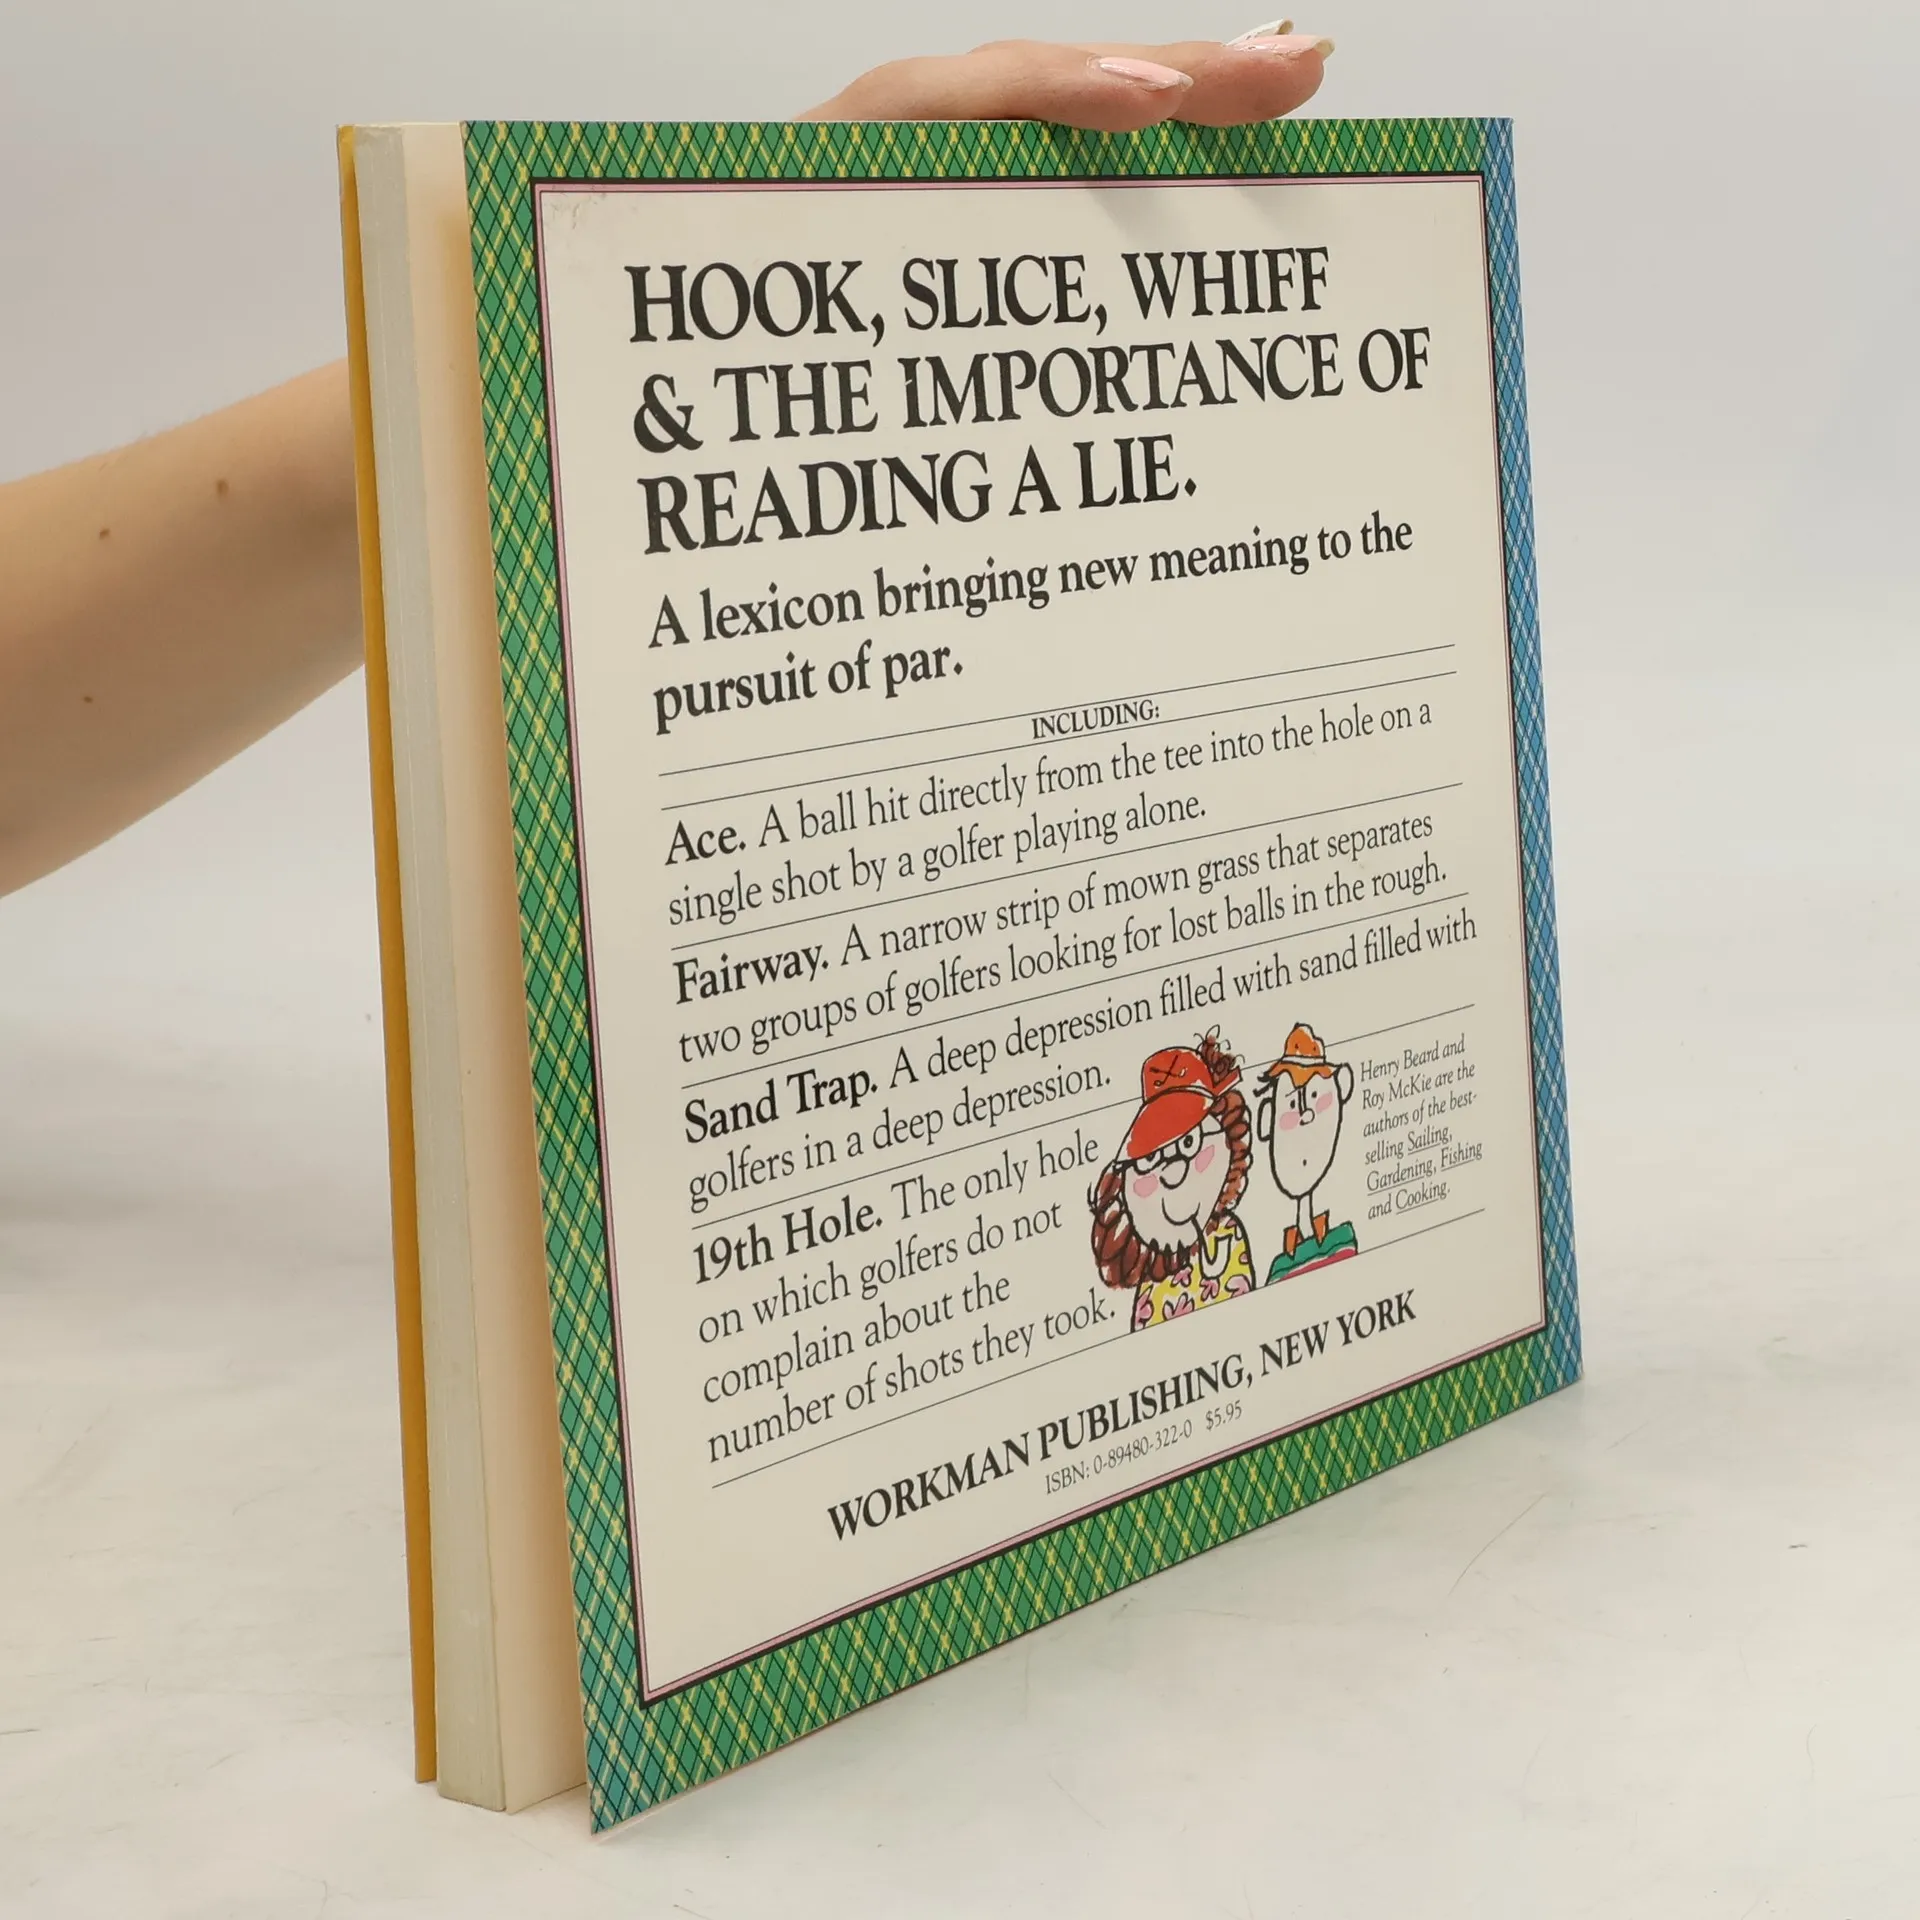 HOOK, SLICE, WHIFF
& THE IMPORTANCE OF
READING A LIE.
A lexicon bringing new meaning to the
pursuit of par.
INCLUDING:
Ace. A ball hit directly from the tee into the hole on a
single shot by a golfer playing alone.
Fairway. A narrow strip of mown grass that separates
two groups of golfers looking for lost balls in the rough.
Sand Trap. A deep depression filled with sand filled with
golfers in a deep depression.
19th Hole. The only hole
on which golfers do not
complain about the
number of shots they took.
Henry Beard and
Roy McKie are the
authors of the best-
selling Sailing,
Gardening, Fishing
and Cooking.
WORKMAN PUBLISHING, NEW YORK
ISBN: 0-89480-322-0 $5.95